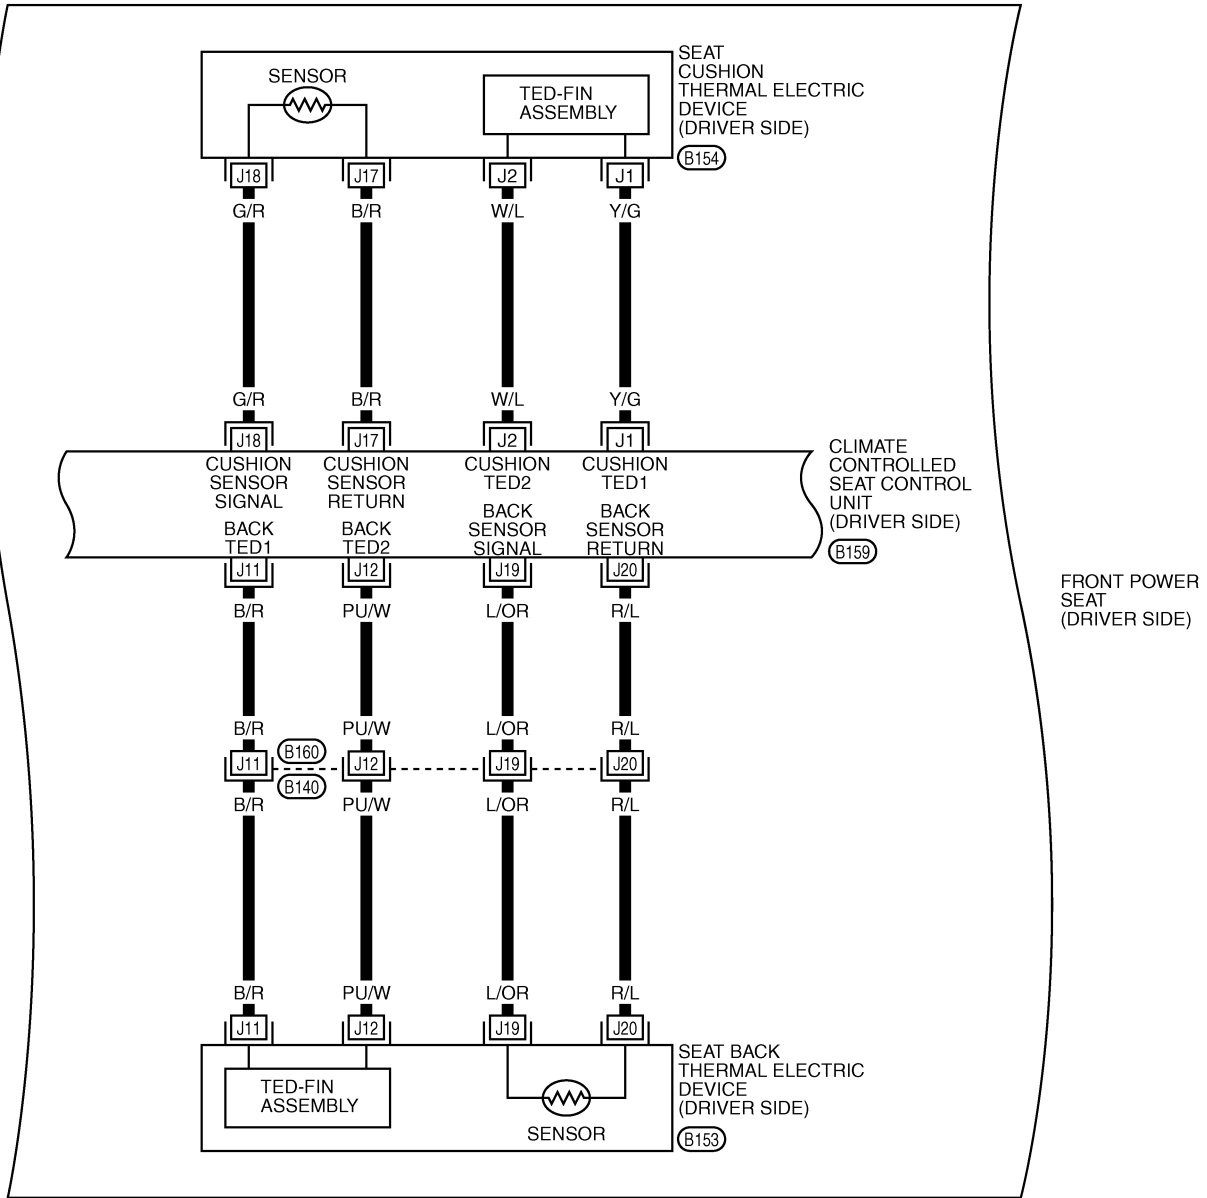 SEAT
CUSHION
THERMAL ELECTRIC
DEVICE
(DRIVER SIDE)
B154
SENSOR
TED-FIN
ASSEMBLY
J18 J17 J2 J1
G/R B/R W/L Y/G
G/R B/R W/L Y/G
J18 J17 J2 J1
CUSHION
SENSOR
SIGNAL
CUSHION
SENSOR
RETURN
CUSHION
TED2
CUSHION
TED1
BACK
TED1
BACK
TED2
BACK
SENSOR
SIGNAL
BACK
SENSOR
RETURN
CLIMATE
CONTROLLED
SEAT CONTROL
UNIT
(DRIVER SIDE)
B159
J11 J12 J19 J20
B/R PU/W L/OR R/L
FRONT POWER
SEAT
(DRIVER SIDE)
B/R PU/W L/OR R/L
B160
J11 J12 J19 J20
B140
B/R PU/W L/OR R/L
B/R PU/W L/OR R/L
J11 J12 J19 J20
TED-FIN
ASSEMBLY
SENSOR
SEAT BACK
THERMAL ELECTRIC
DEVICE
(DRIVER SIDE)
B153